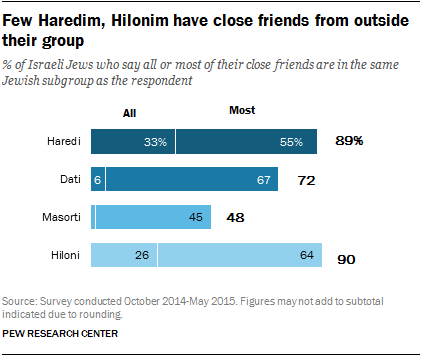 Few Haredim, Hilonim have close friends from outside
their group
% of Israeli Jews who say all or most of their close friends are in the same
Jewish subgroup as the respondent
All Most
Haredi 33% 55% 89%
Dati 6 67 72
Masorti 45 48
Hiloni 26 64 90
Source: Survey conducted October 2014-May 2015. Figures may not add to subtotal
indicated due to rounding.
PEW RESEARCH CENTER